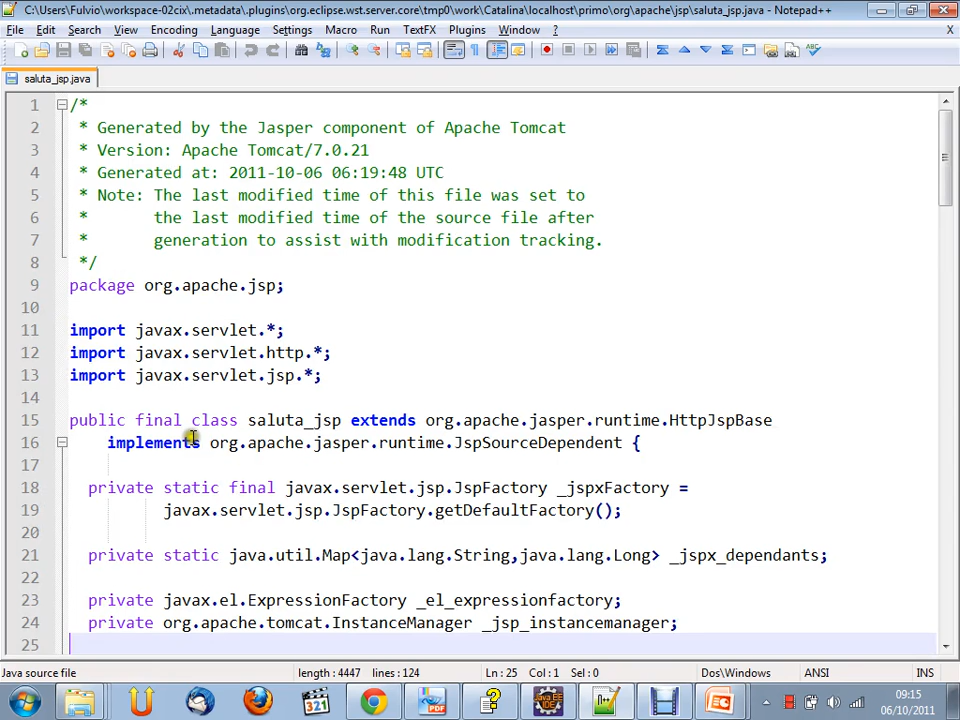 C:\Users\Fulvio\workspace-02cix\.metadata\.plugins\org.eclipse.wst.server.core\tmp0\work\Catalina\localhost\primo\org\apache\jsp\saluta_jsp.java - Notepad++
File Edit Search View Encoding Language Settings Macro Run TextFX Plugins Window ? X
saluta_jsp.java
1 /*
2 * Generated by the Jasper component of Apache Tomcat
3 * Version: Apache Tomcat/7.0.21
4 * Generated at: 2011-10-06 06:19:48 UTC
5 * Note: The last modified time of this file was set to
6 * the last modified time of the source file after
7 * generation to assist with modification tracking.
8 */
9 package org.apache.jsp;
10
11 import javax.servlet.*;
12 import javax.servlet.http.*;
13 import javax.servlet.jsp.*;
14
15 public final class saluta_jsp extends org.apache.jasper.runtime.HttpJspBase
16 implements org.apache.jasper.runtime.JspSourceDependent {
17
18 private static final javax.servlet.jsp.JspFactory _jspxFactory =
19 javax.servlet.jsp.JspFactory.getDefaultFactory();
20
21 private static java.util.Map<java.lang.String,java.lang.Long> _jspx_dependants;
22
23 private javax.el.ExpressionFactory _el_expressionfactory;
24 private org.apache.tomcat.InstanceManager _jsp_instancemanager;
25
Java source file length : 4447 lines : 124 Ln : 25 Col : 1 Sel : 0 Dos\Windows ANSI INS
321 PDF Java EE IDE 09:15
06/10/2011